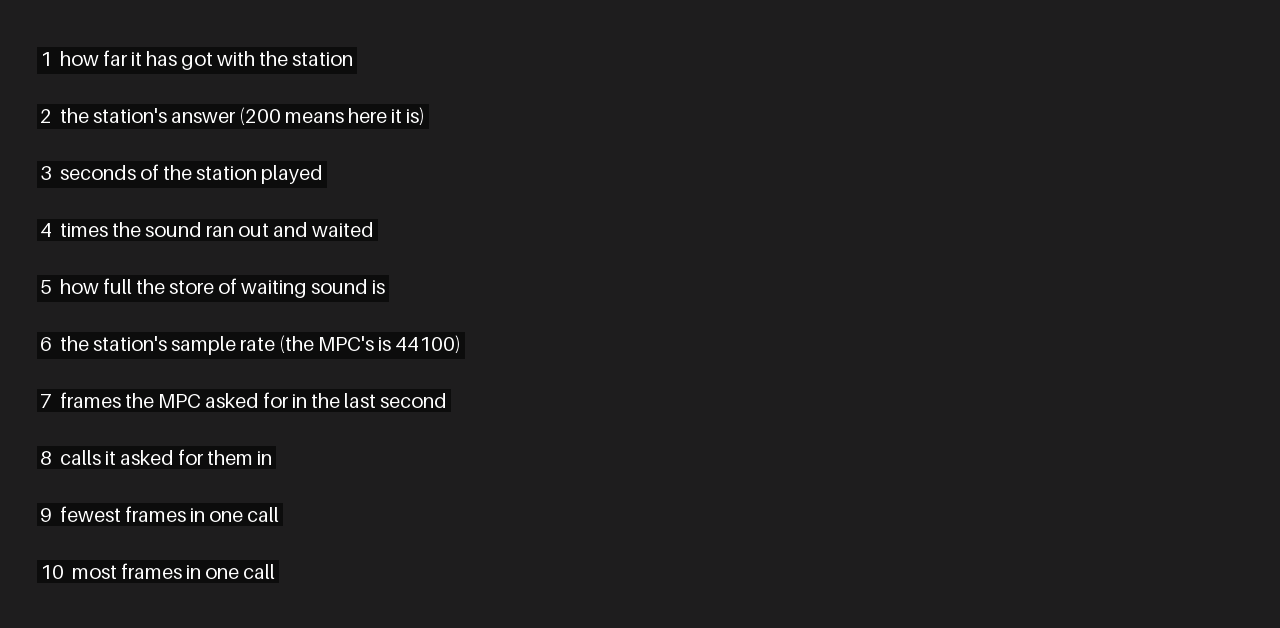 1 how far it has got with the station
2 the station's answer (200 means here it is)
3 seconds of the station played
4 times the sound ran out and waited
5 how full the store of waiting sound is
6 the station's sample rate (the MPC's is 44100)
7 frames the MPC asked for in the last second
8 calls it asked for them in
9 fewest frames in one call
10 most frames in one call